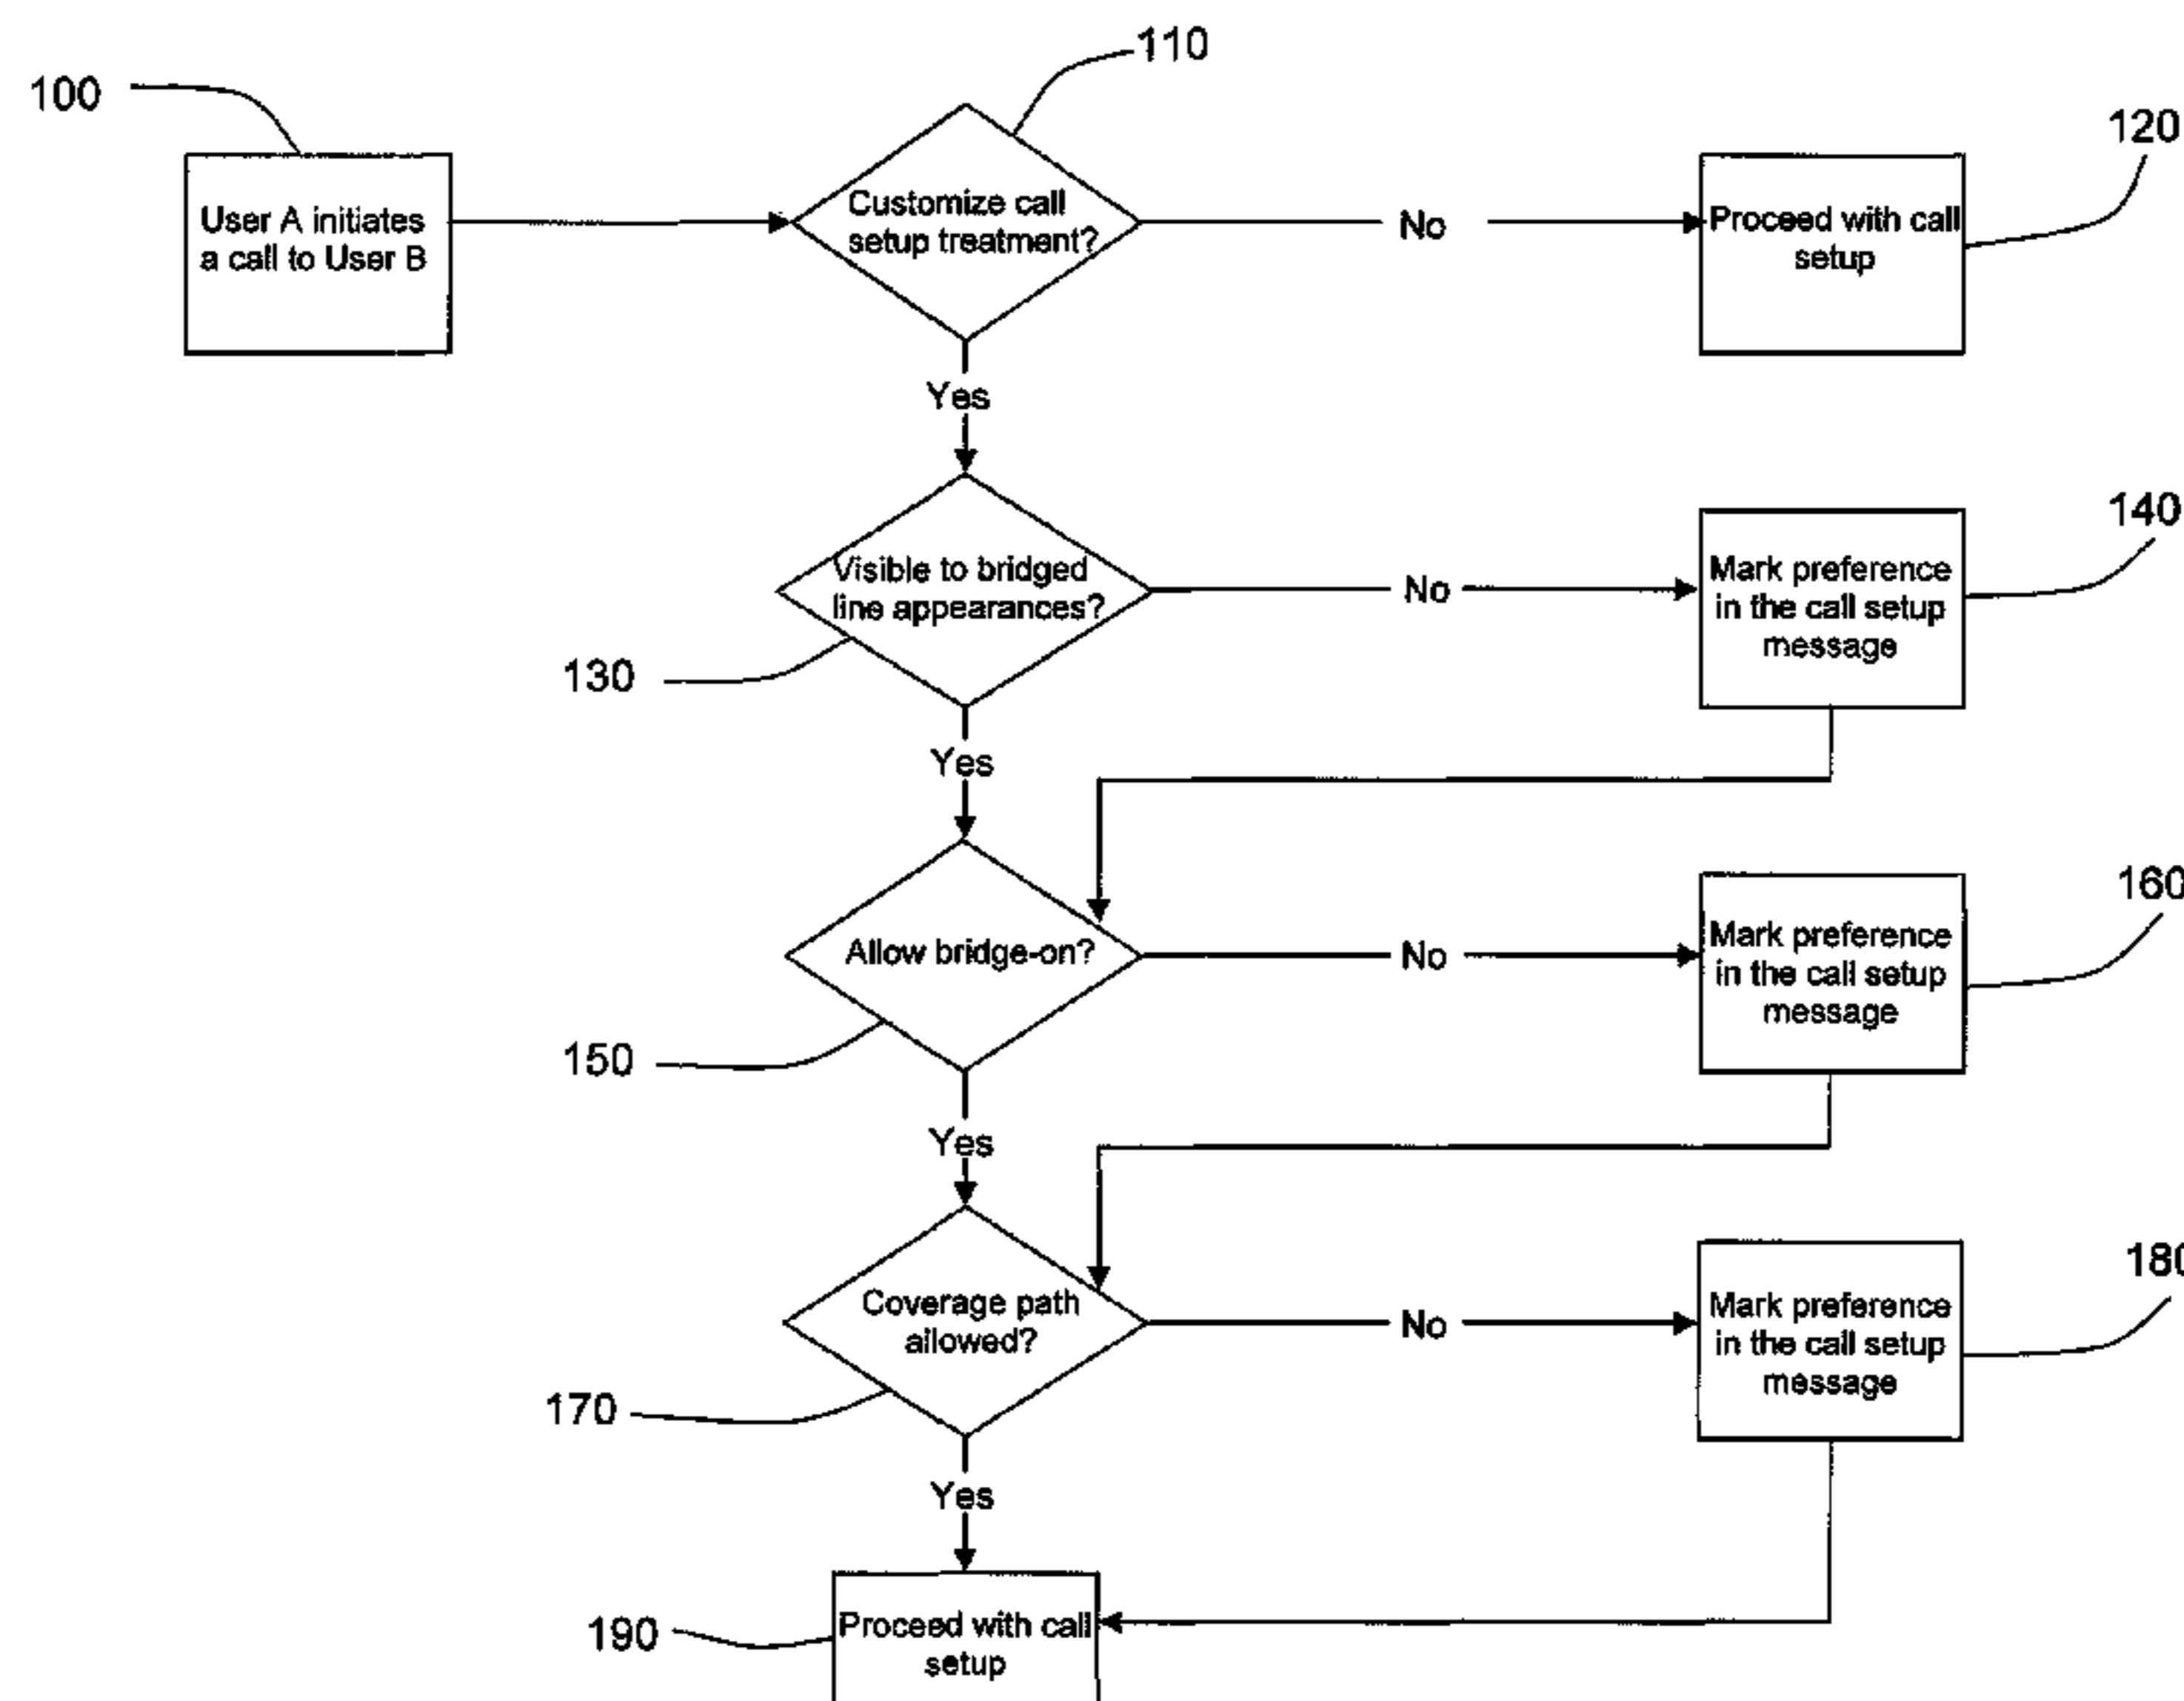 110
100
120
User A initiates
a call to User B
Customize call
setup treatment?
No
Proceed with call
setup
Yes
140
Visible to bridged
line appearances?
No
Mark preference
in the call setup
message
130
Yes
160
Allow bridge-on?
No
Mark preference
in the call setup
message
150
Yes
180
Coverage path
allowed?
No
Mark preference
in the call setup
message
170
Yes
190
Proceed with call
setup